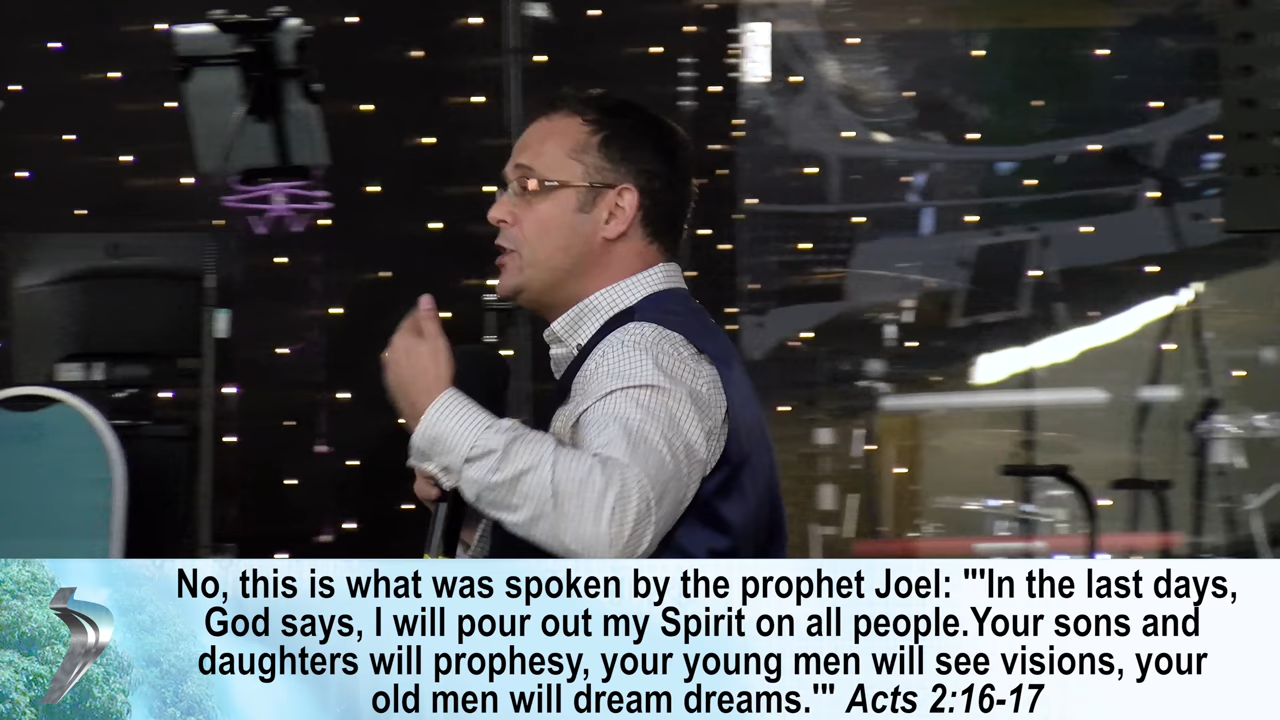 No, this is what was spoken by the prophet Joel: "'In the last days,
God says, I will pour out my Spirit on all people.Your sons and
daughters will prophesy, your young men will see visions, your
old men will dream dreams.'" Acts 2:16-17